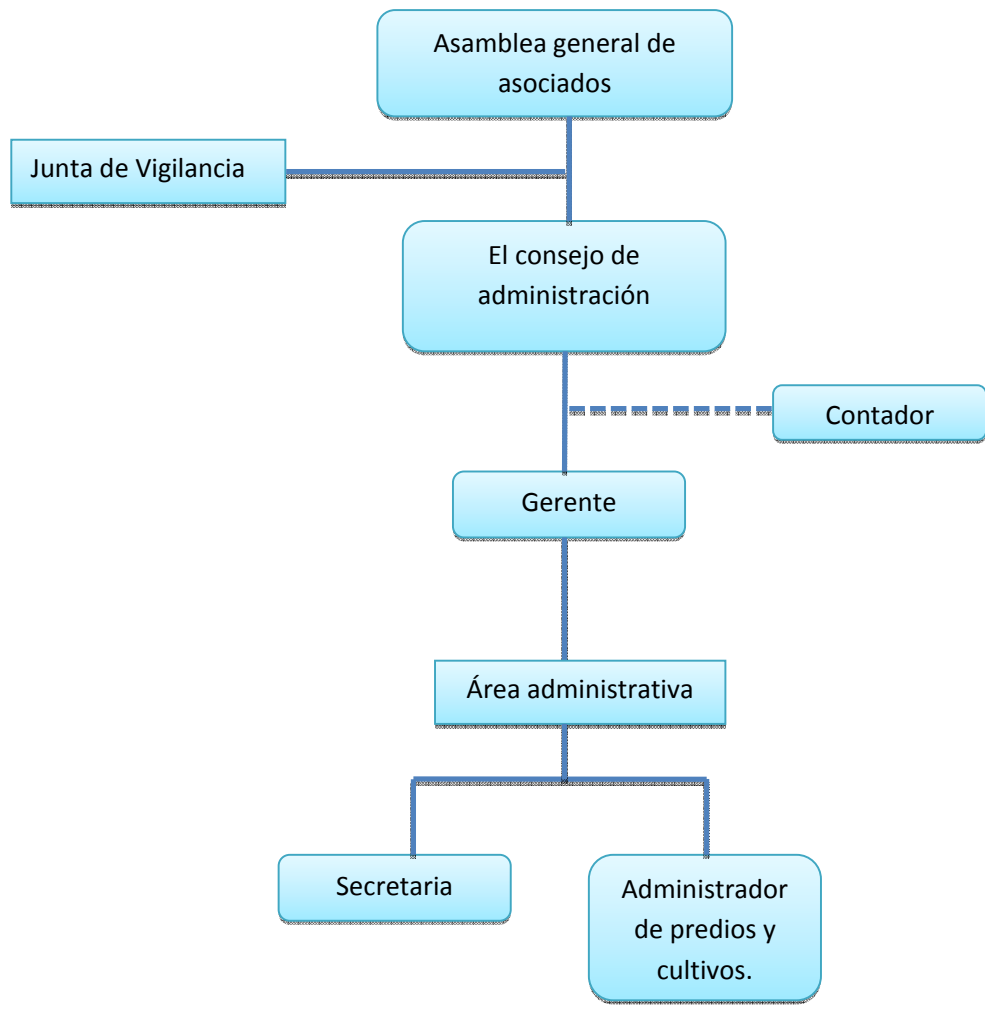 Asamblea general de
asociados
Junta de Vigilancia
El consejo de
administración
Contador
Gerente
Área administrativa
Secretaria
Administrador
de predios y
cultivos.